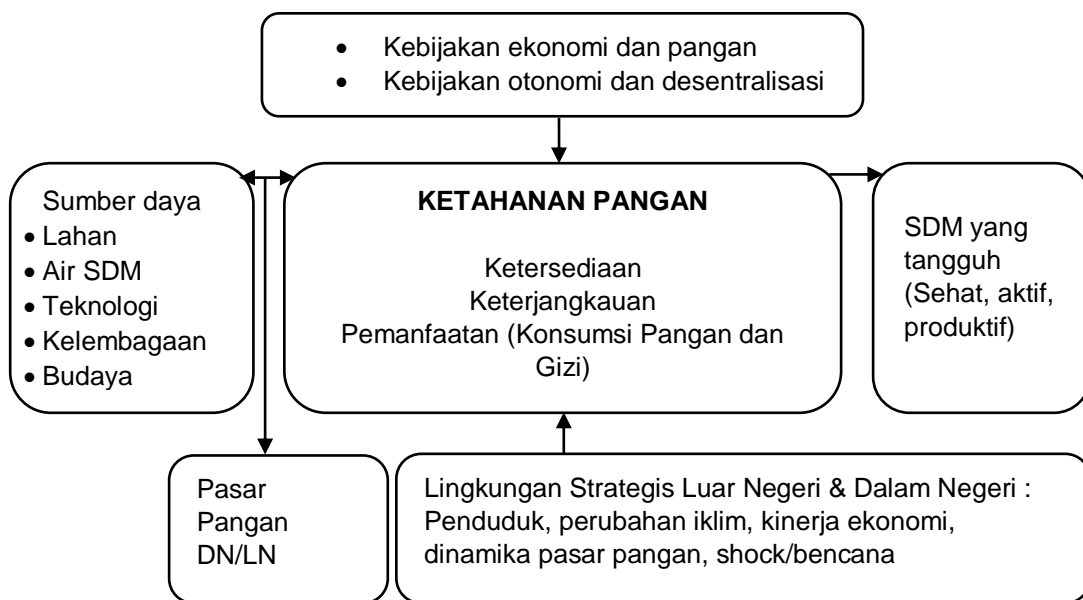 • Kebijakan ekonomi dan pangan
• Kebijakan otonomi dan desentralisasi
Sumber daya
• Lahan
• Air SDM
• Teknologi
• Kelembagaan
• Budaya
KETAHANAN PANGAN
Ketersediaan
Keterjangkauan
Pemanfaatan (Konsumsi Pangan dan
Gizi)
SDM yang
tangguh
(Sehat, aktif,
produktif)
Pasar
Pangan
DN/LN
Lingkungan Strategis Luar Negeri & Dalam Negeri :
Penduduk, perubahan iklim, kinerja ekonomi,
dinamika pasar pangan, shock/bencana